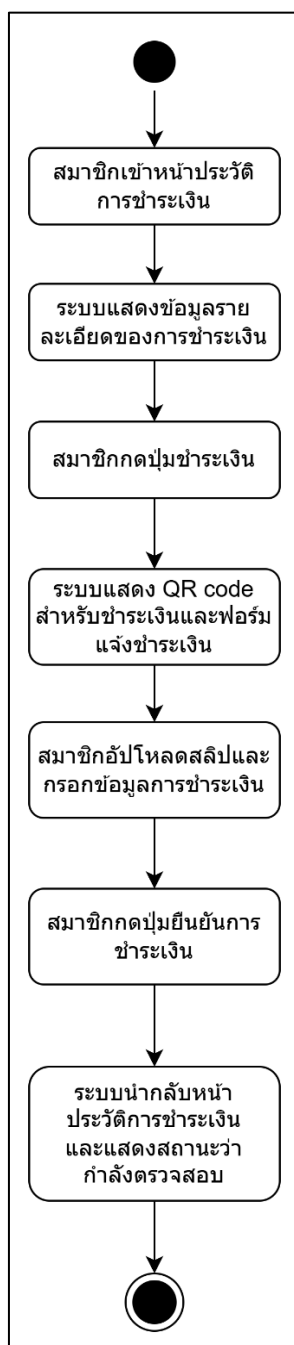 สมาชิกเข้าหน้าประวัติ
การชำระเงิน
ระบบแสดงข้อมูลราย
ละเอียดของการชำระเงิน
สมาชิกกดปุ่มชำระเงิน
ระบบแสดง QR code
สำหรับชำระเงินและฟอร์ม
แจ้งชำระเงิน
สมาชิกอัปโหลดสลิปและ
กรอกข้อมูลการชำระเงิน
สมาชิกกดปุ่มยืนยันการ
ชำระเงิน
ระบบนำกลับหน้า
ประวัติการชำระเงิน
และแสดงสถานะว่า
กำลังตรวจสอบ